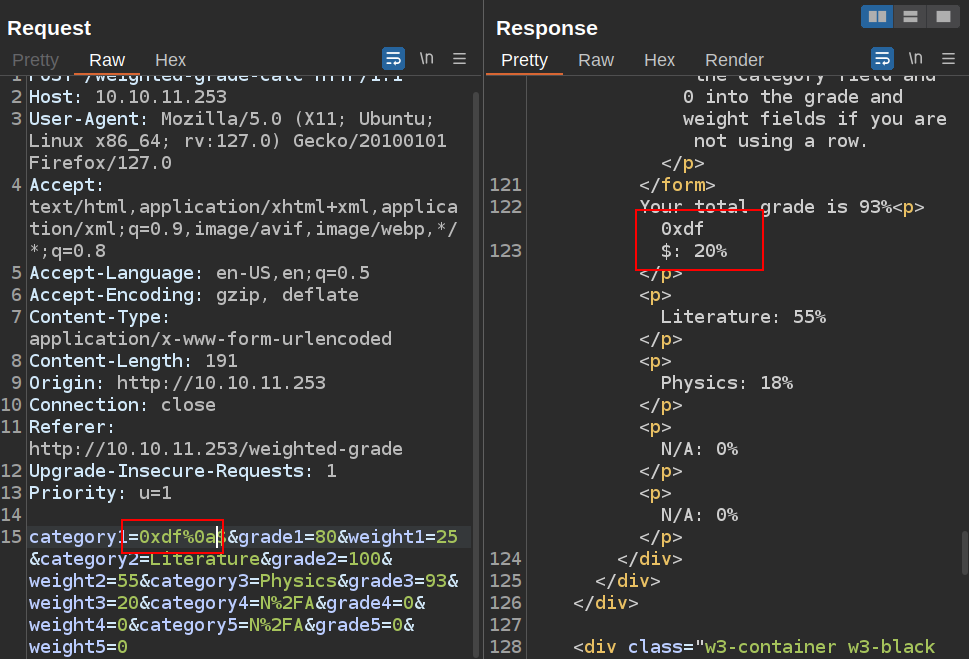 Request
Pretty Raw Hex \n
1 POST /weighted-grade-calc HTTP/1.1
2 Host: 10.10.11.253
3 User-Agent: Mozilla/5.0 (X11; Ubuntu;
Linux x86_64; rv:127.0) Gecko/20100101
Firefox/127.0
4 Accept:
text/html,application/xhtml+xml,applica
tion/xml;q=0.9,image/avif,image/webp,*/
*;q=0.8
5 Accept-Language: en-US,en;q=0.5
6 Accept-Encoding: gzip, deflate
7 Content-Type:
application/x-www-form-urlencoded
8 Content-Length: 191
9 Origin: http://10.10.11.253
10 Connection: close
11 Referer:
http://10.10.11.253/weighted-grade
12 Upgrade-Insecure-Requests: 1
13 Priority: u=1
14
15 category1=0xdf%0a$&grade1=80&weight1=25
&category2=Literature&grade2=100&
weight2=55&category3=Physics&grade3=93&
weight3=20&category4=N%2FA&grade4=0&
weight4=0&category5=N%2FA&grade5=0&
weight5=0
Response
Pretty Raw Hex Render \n
the category field and
0 into the grade and
weight fields if you are
not using a row.
</p>
121 </form>
122 Your total grade is 93%<p>
0xdf
123 $: 20%
</p>
<p>
Literature: 55%
</p>
<p>
Physics: 18%
</p>
<p>
N/A: 0%
</p>
<p>
N/A: 0%
</p>
124 </div>
125 </div>
126 </div>
127
128 <div class="w3-container w3-black